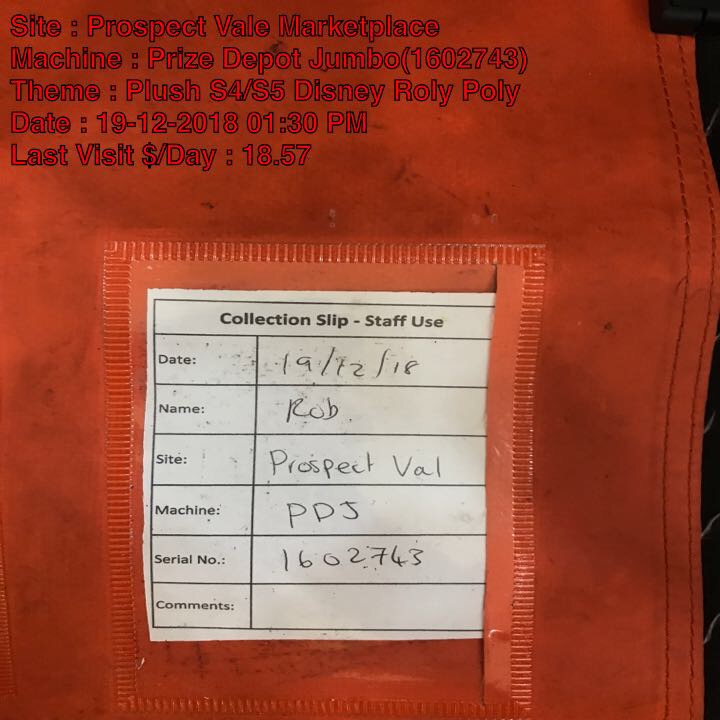 Site : Prospect Vale Marketplace
Machine : Prize Depot Jumbo(1602743)
Theme : Plush S4/S5 Disney Roly Poly
Date : 19-12-2018 01:30 PM
Last Visit $/Day : 18.57
Collection Slip - Staff Use
Date: 19/12/18
Name: Rob
Site: Prospect Val
Machine: PDJ
Serial No.: 1602743
Comments: